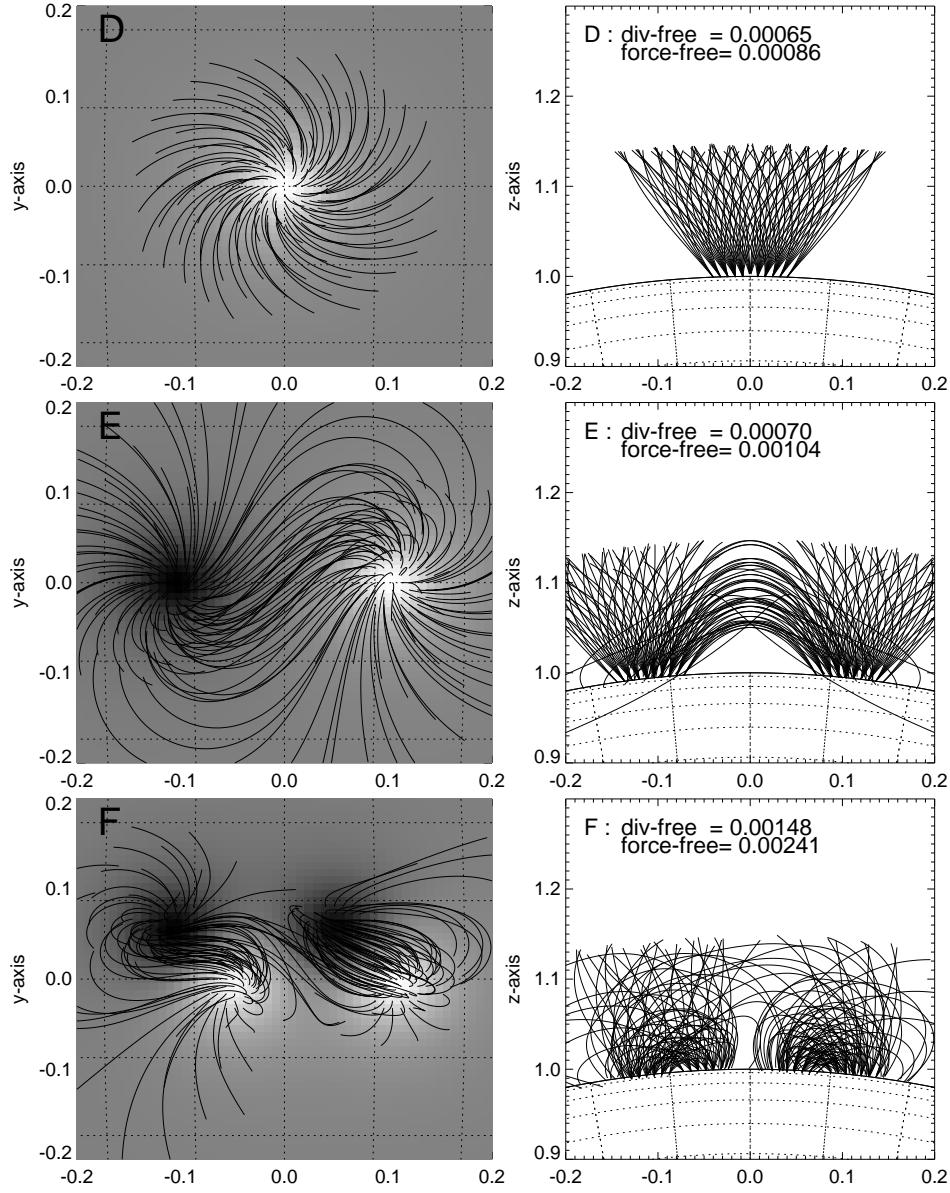 D
D : div-free = 0.00065
force-free= 0.00086
y-axis
0.1
0.0
-0.1
-0.2
-0.2 -0.1 0.0 0.1 0.2
z-axis
1.2
1.1
1.0
0.9
-0.2 -0.1 0.0 0.1 0.2
E
E : div-free = 0.00070
force-free= 0.00104
y-axis
0.2
0.1
0.0
-0.1
-0.2
-0.2 -0.1 0.0 0.1 0.2
z-axis
1.2
1.1
1.0
0.9
-0.2 -0.1 0.0 0.1 0.2
F
F : div-free = 0.00148
force-free= 0.00241
y-axis
0.2
0.1
0.0
-0.1
-0.2
-0.2 -0.1 0.0 0.1 0.2
z-axis
1.2
1.1
1.0
0.9
-0.2 -0.1 0.0 0.1 0.2